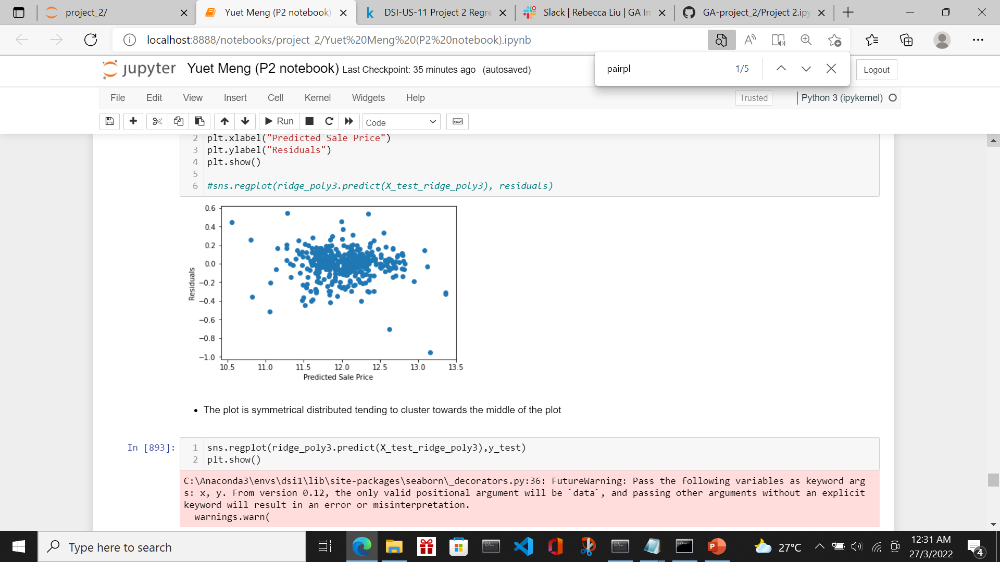 project_2/
Yuet Meng (P2 notebook)
DSI-US-11 Project 2 Regre
Slack | Rebecca Liu | GA Im
GA-project_2/Project 2.ipy
localhost:8888/notebooks/project_2/Yuet%20Meng%20(P2%20notebook).ipynb
pairpl 1/5
jupyter Yuet Meng (P2 notebook) Last Checkpoint: 35 minutes ago (autosaved)
Logout
File Edit View Insert Cell Kernel Widgets Help
Trusted
Python 3 (ipykernel)
Run
Code
2 plt.xlabel("Predicted Sale Price")
3 plt.ylabel("Residuals")
4 plt.show()
5
6 #sns.regplot(ridge_poly3.predict(X_test_ridge_poly3), residuals)
0.6
0.4
0.2
0.0
−0.2
−0.4
−0.6
−0.8
−1.0
Residuals
10.5 11.0 11.5 12.0 12.5 13.0 13.5
Predicted Sale Price
• The plot is symmetrical distributed tending to cluster towards the middle of the plot
In [893]:
1 sns.regplot(ridge_poly3.predict(X_test_ridge_poly3),y_test)
2 plt.show()
C:\Anaconda3\envs\dsi1\lib\site-packages\seaborn\_decorators.py:36: FutureWarning: Pass the following variables as keyword arg
s: x, y. From version 0.12, the only valid positional argument will be `data`, and passing other arguments without an explicit
keyword will result in an error or misinterpretation.
warnings.warn(
Type here to search
27°C
12:31 AM
27/3/2022
4